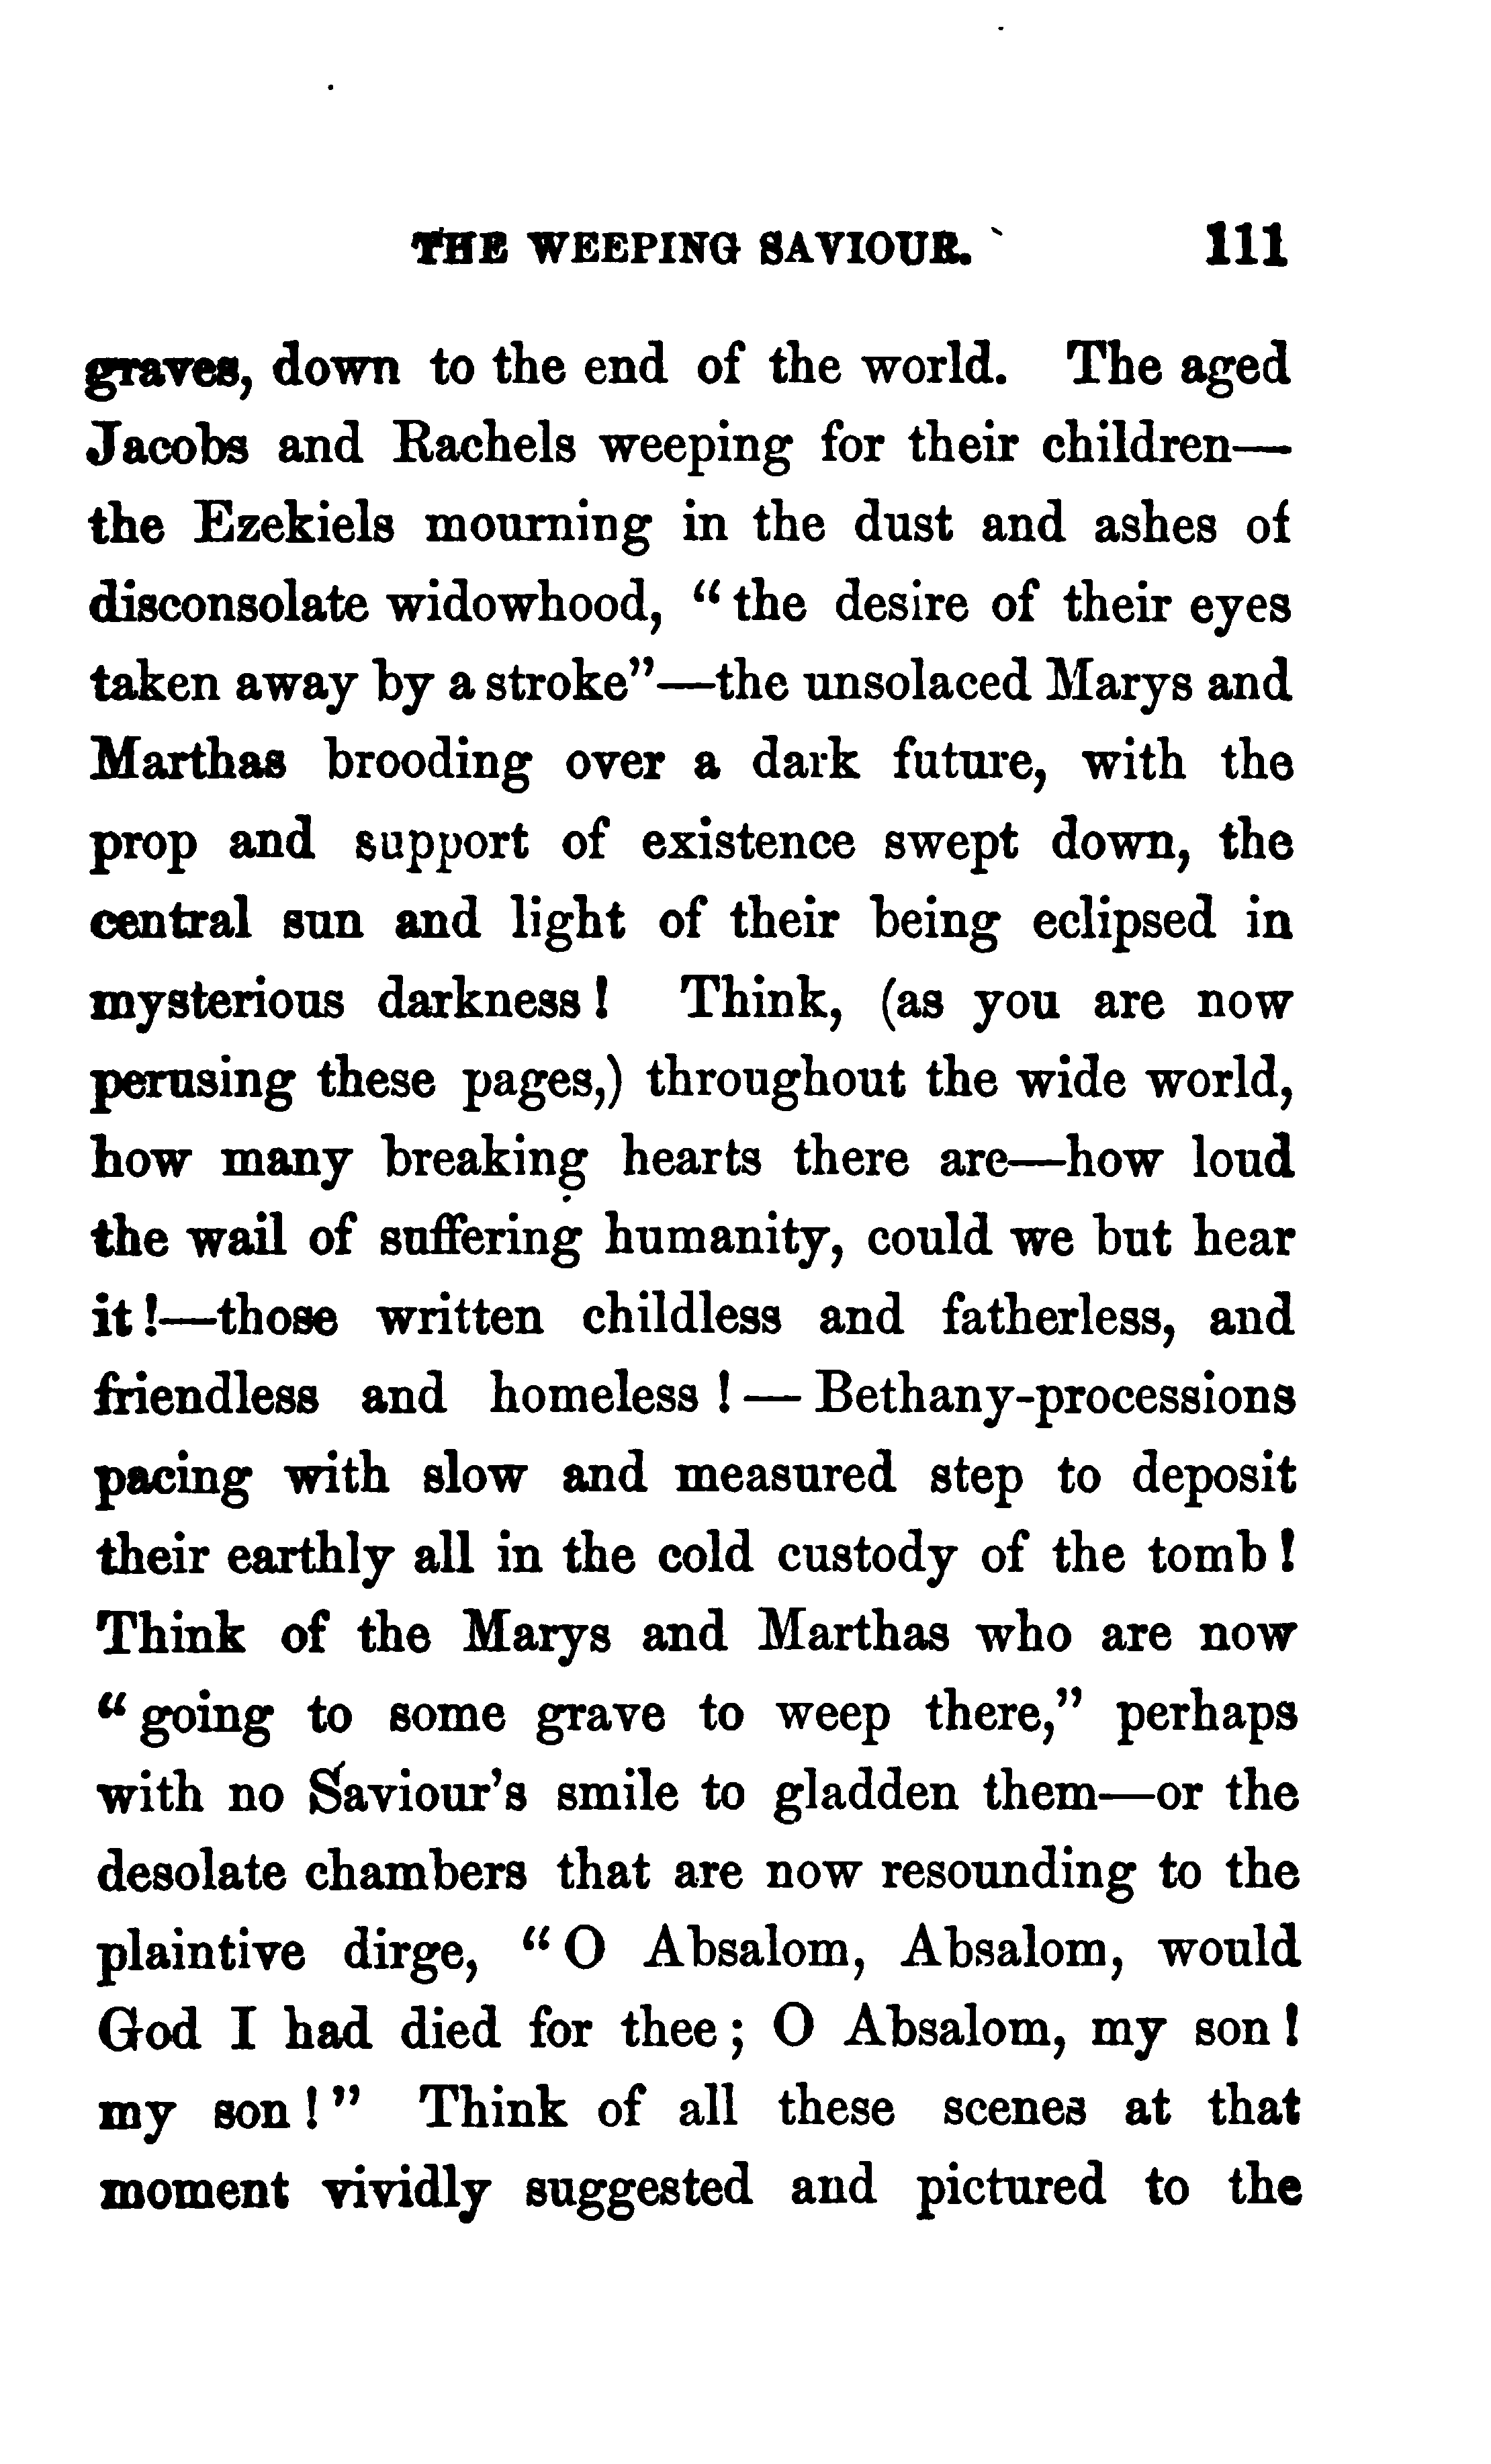 THE WEEPING SAVIOUR. 111
graves, down to the end of the world. The aged
Jacobs and Rachels weeping for their children—
the Ezekiels mourning in the dust and ashes of
disconsolate widowhood, “the desire of their eyes
taken away by a stroke”—the unsolaced Marys and
Marthas brooding over a dark future, with the
prop and support of existence swept down, the
central sun and light of their being eclipsed in
mysterious darkness! Think, (as you are now
perusing these pages,) throughout the wide world,
how many breaking hearts there are—how loud
the wail of suffering humanity, could we but hear
it!—those written childless and fatherless, and
friendless and homeless!—Bethany-processions
pacing with slow and measured step to deposit
their earthly all in the cold custody of the tomb!
Think of the Marys and Marthas who are now
“going to some grave to weep there,” perhaps
with no Saviour’s smile to gladden them—or the
desolate chambers that are now resounding to the
plaintive dirge, “O Absalom, Absalom, would
God I had died for thee; O Absalom, my son!
my son!” Think of all these scenes at that
moment vividly suggested and pictured to the